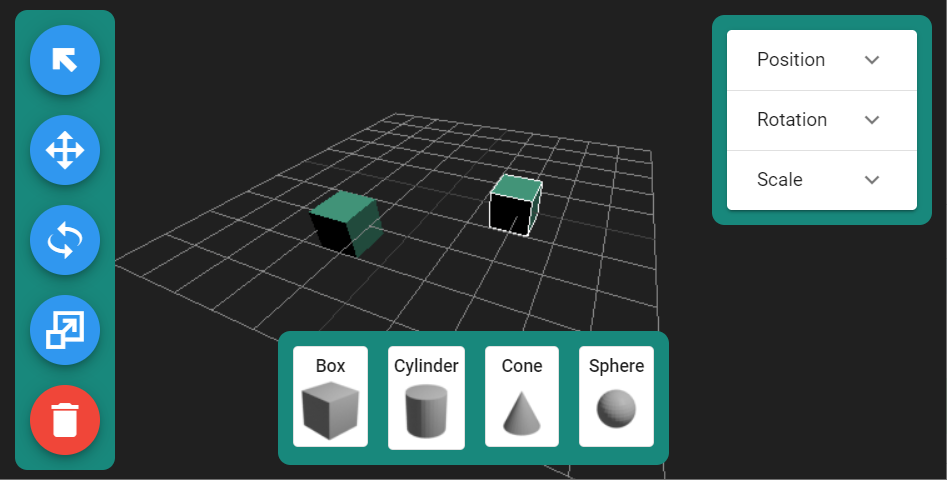 Position
Rotation
Scale
Box
Cylinder
Cone
Sphere